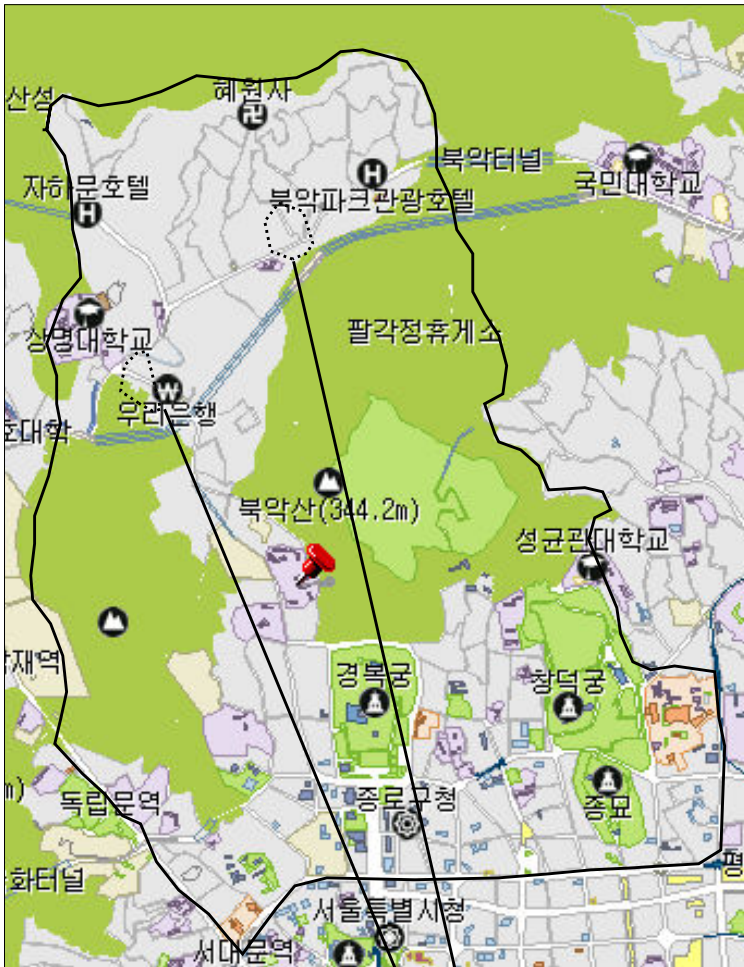 산성
혜원사
북악터널
국민대학교
자하문호텔
H
H
북악파크관광호텔
상명대학교
팔각정휴게소
W
우리은행
호대학
북악산(344.2m)
성균관대학교
재역
경복궁
창덕궁
m)
독립문역
종로구청
종묘
평
화터널
서울특별시청
서대문역